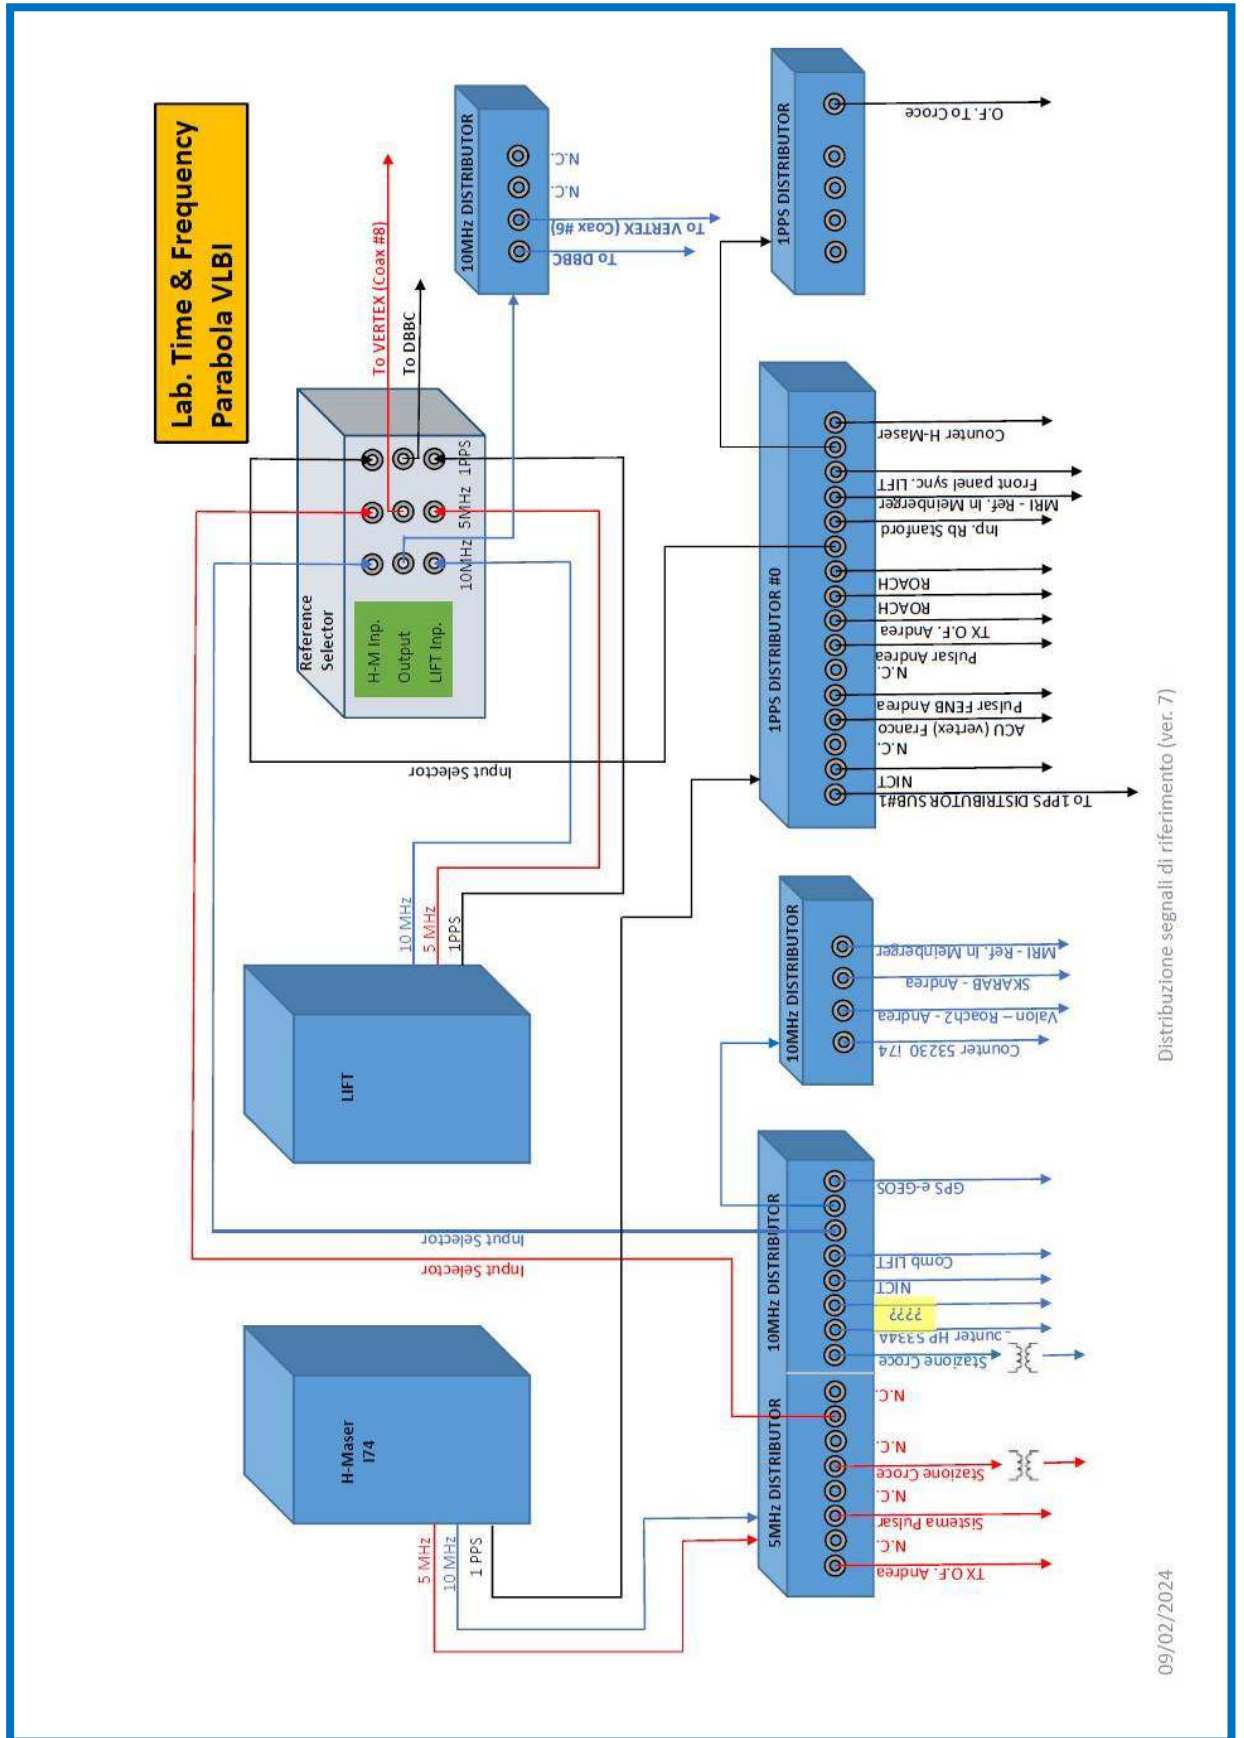 Lab. Time & Frequency
Parabola VLBI
H-Maser
I74
5 MHz
10 MHz
1 PPS
LIFT
10 MHz
5 MHz
1PPS
Reference
Selector
H-M Inp.
Output
LIFT Inp.
10MHz
5MHz
1PPS
To VERTEX (Coax #8)
To DBBC
Input Selector
Input Selector
Input Selector
10MHz DISTRIBUTOR
To DBBC
To VERTEX (Coax #6)
N.C.
N.C.
5MHz DISTRIBUTOR
TX O.F. Andrea
N.C.
Sistema Pulsar
N.C.
Stazione Croce
N.C.
N.C.
10MHz DISTRIBUTOR
Stazione Croce
HP 5334A
????
NICT
Comb LIFT
GPS e-GEOS
10MHz DISTRIBUTOR
Counter 53230 i74
Valon – Roach2 - Andrea
SKARAB - Andrea
MRI - Ref. In Meinberger
1PPS DISTRIBUTOR #0
To 1PPS DISTRIBUTOR SUB#1
NICT
N.C.
ACU (vertex) Franco
Pulsar FENB Andrea
N.C.
Pulsar Andrea
TX O.F. Andrea
ROACH
ROACH
Inp. Rb Stanford
MRI - Ref. In Meinberger
Front panel sync. LIFT
Counter H-Maser
1PPS DISTRIBUTOR
O.F. To Croce
09/02/2024
Distribuzione segnali di riferimento (ver. 7)